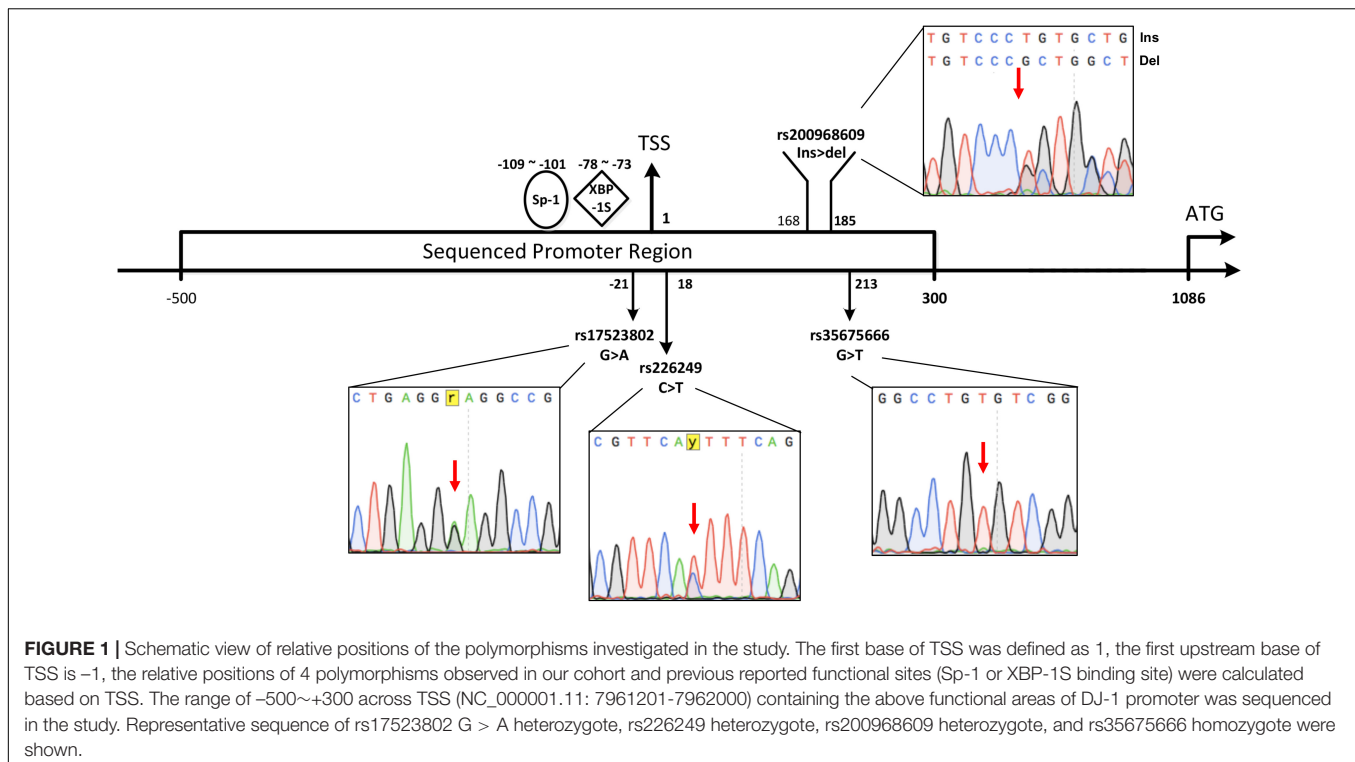 T G T C C C T G T G C T G Ins
T G T C C C G C T G G C T Del
rs200968609
Ins>del
TSS
-109 ~ -101
-78 ~ -73
Sp-1
XBP
-1S
1
168
185
ATG
Sequenced Promoter Region
-500
-21
18
213
300
1086
rs17523802
G>A
rs226249
C>T
rs35675666
G>T
C T G A G G r A G G C C G
C G T T C A y T T T C A G
G G C C T G T G T C G G
FIGURE 1 | Schematic view of relative positions of the polymorphisms investigated in the study. The first base of TSS was defined as 1, the first upstream base of
TSS is –1, the relative positions of 4 polymorphisms observed in our cohort and previous reported functional sites (Sp-1 or XBP-1S binding site) were calculated
based on TSS. The range of –500~+300 across TSS (NC_000001.11: 7961201-7962000) containing the above functional areas of DJ-1 promoter was sequenced
in the study. Representative sequence of rs17523802 G > A heterozygote, rs226249 heterozygote, rs200968609 heterozygote, and rs35675666 homozygote were
shown.